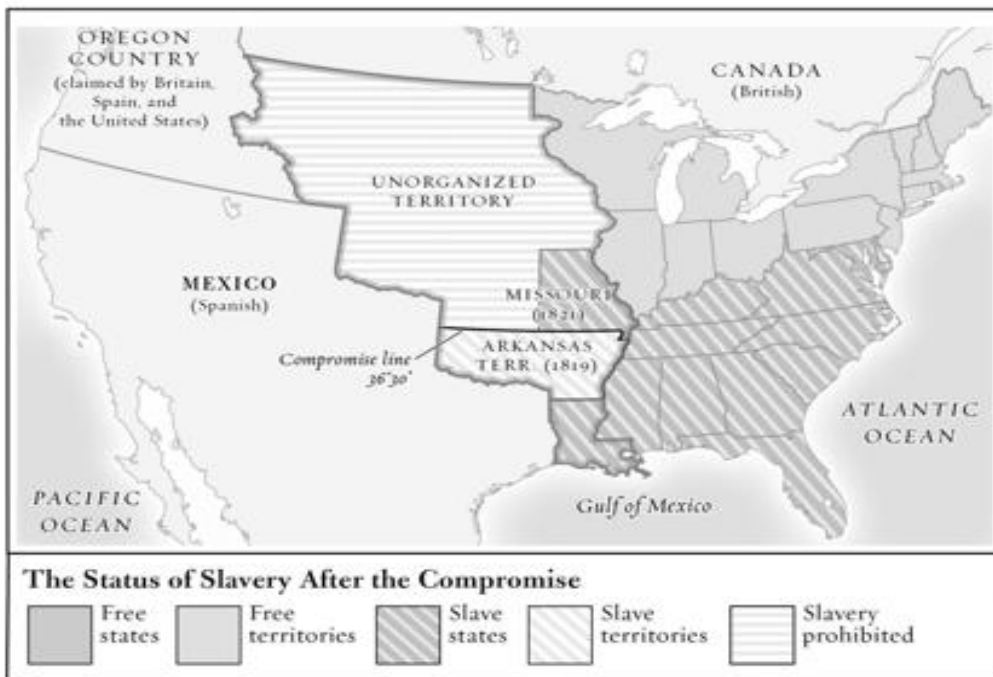 OREGON
COUNTRY
(claimed by Britain,
Spain, and
the United States)
CANADA
(British)
UNORGANIZED
TERRITORY
MEXICO
(Spanish)
MISSOURI
(1821)
Compromise line
36°30'
ARKANSAS
TERR. (1819)
ATLANTIC
OCEAN
PACIFIC
OCEAN
Gulf of Mexico
The Status of Slavery After the Compromise
Free
states
Free
territories
Slave
states
Slave
territories
Slavery
prohibited